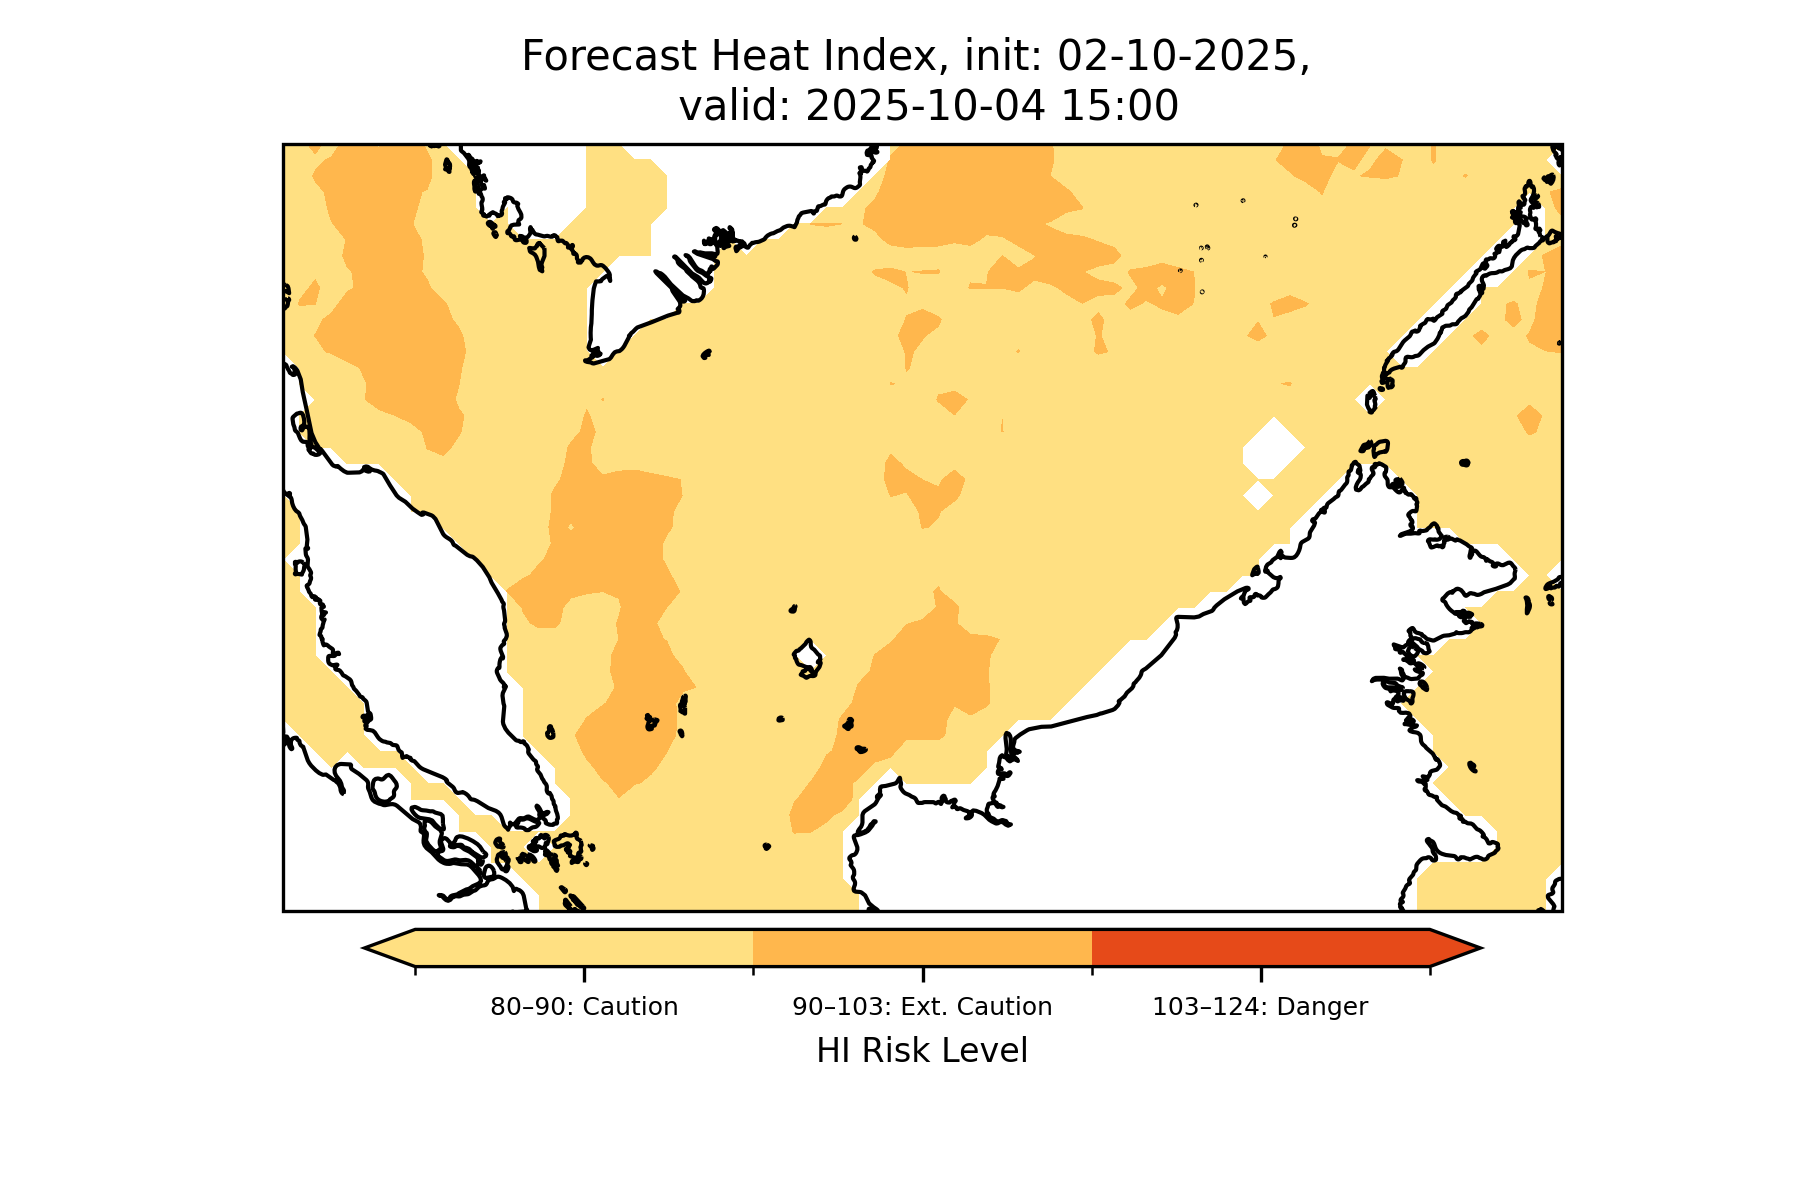 Forecast Heat Index, init: 02-10-2025,
valid: 2025-10-04 15:00
80–90: Caution
90–103: Ext. Caution
103–124: Danger
HI Risk Level